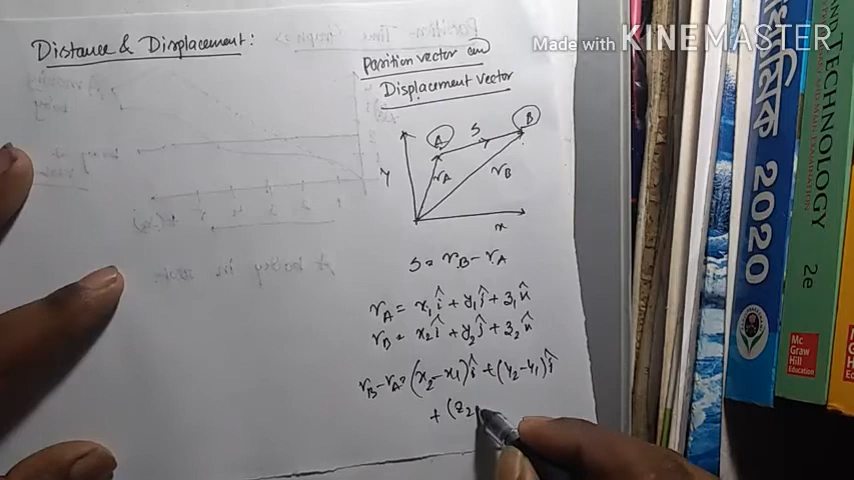 Made with KINEMASTER
Distance & Displacement:
Position vector and
Displacement vector
A
S
B
y
rA
rB
x
S = rB - rA
rA = x₁î + y₁ĵ + z₁k̂
rB = x₂î + y₂ĵ + z₂k̂
rB - rA = (x₂ - x₁)î + (y₂ - y₁)ĵ
+ (z₂
2020
AND TECHNOLOGY
2e
Mc
Graw
Hill
Education